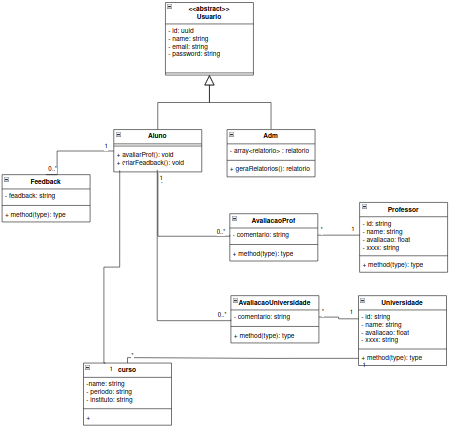 <<abstract>>
Usuario
- id: uuid
- name: string
- email: string
- password: string
Aluno
+ avaliarProf(): void
+ criarFeadback(): void
Adm
- array<relatorio> : relatorio
+ geraRelatorios(): relatorio
1
0..*
1
Feedback
- feadback: string
+ method(type): type
AvaliacaoProf
- comentario: string
+ method(type): type
0..*
*
1
Professor
- id: string
- name: string
- avaliacao: float
- xxxx: string
+ method(type): type
AvaliacaoUniversidade
- comentario: string
+ method(type): type
0..*
*
1
Universidade
- id: string
- name: string
- avaliacao: float
- xxxx: string
+ method(type): type
1
*
1
curso
-name: string
- periodo: string
- instituto: string
+